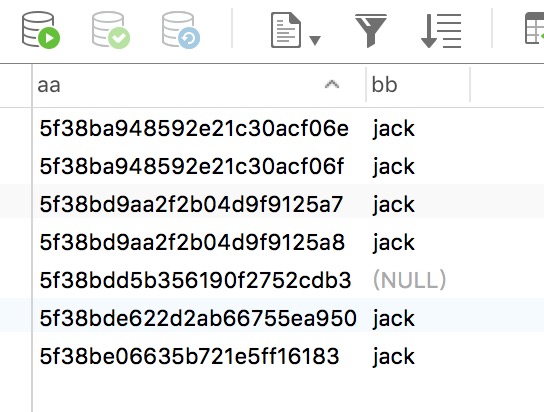 aa bb
5f38ba948592e21c30acf06e jack
5f38ba948592e21c30acf06f jack
5f38bd9aa2f2b04d9f9125a7 jack
5f38bd9aa2f2b04d9f9125a8 jack
5f38bdd5b356190f2752cdb3 (NULL)
5f38bde622d2ab66755ea950 jack
5f38be06635b721e5ff16183 jack